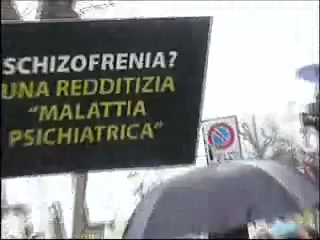 SCHIZOFRENIA?
UNA REDDITIZIA
"MALATTIA
PSICHIATRICA"